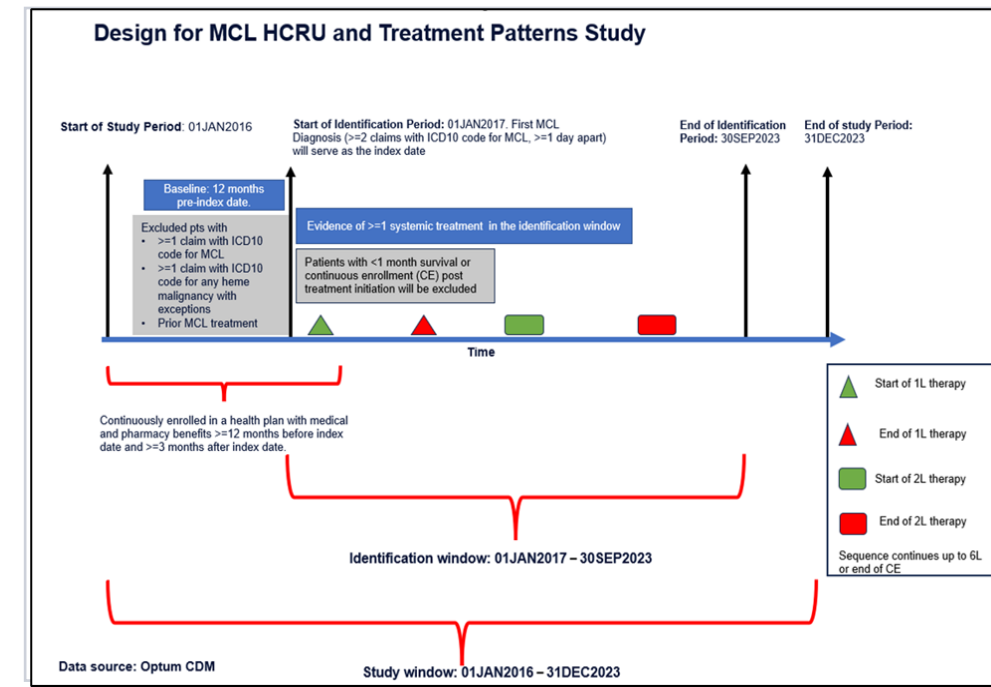 Design for MCL HCRU and Treatment Patterns Study
Start of Study Period: 01JAN2016
Start of Identification Period: 01JAN2017. First MCL
Diagnosis (>=2 claims with ICD10 code for MCL, >=1 day apart)
will serve as the index date
End of Identification
Period: 30SEP2023
End of study Period:
31DEC2023
Baseline: 12 months
pre-index date.
Excluded pts with
• >=1 claim with ICD10
code for MCL
• >=1 claim with ICD10
code for any heme
malignancy with
exceptions
• Prior MCL treatment
Evidence of >=1 systemic treatment in the identification window
Patients with <1 month survival or
continuous enrollment (CE) post
treatment initiation will be excluded
Time
Continuously enrolled in a health plan with medical
and pharmacy benefits >=12 months before index
date and >=3 months after index date.
Start of 1L therapy
End of 1L therapy
Start of 2L therapy
End of 2L therapy
Sequence continues up to 6L
or end of CE
Identification window: 01JAN2017 – 30SEP2023
Data source: Optum CDM
Study window: 01JAN2016 – 31DEC2023